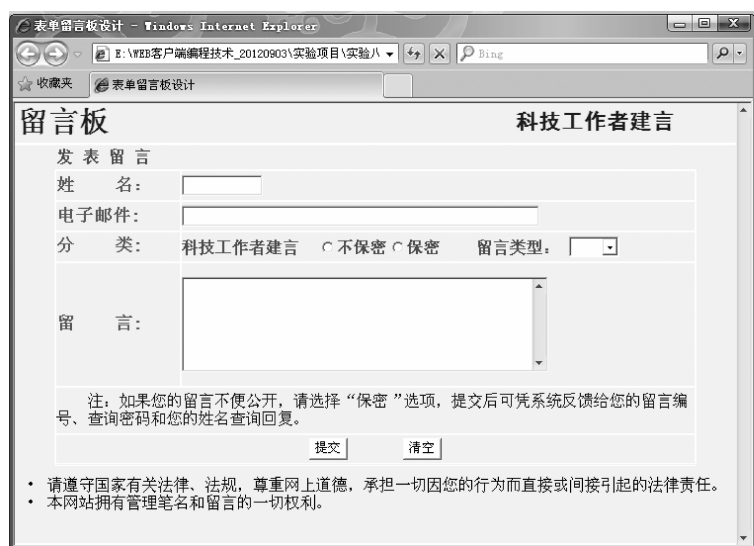 表单留言板设计 - Windows Internet Explorer
E:\WEB客户端编程技术_20120903\实验项目\实验八
Bing
收藏夹 表单留言板设计
留言板 科技工作者建言
发 表 留 言
姓 名:
电子邮件:
分 类: 科技工作者建言 不保密 保密 留言类型:
留 言:
注: 如果您的留言不便公开, 请选择 “保密 ”选项, 提交后可凭系统反馈给您的留言编
号、查询密码和您的姓名查询回复。
提交 清空
• 请遵守国家有关法律、法规, 尊重网上道德, 承担一切因您的行为而直接或间接引起的法律责任。
• 本网站拥有管理笔名和留言的一切权利。